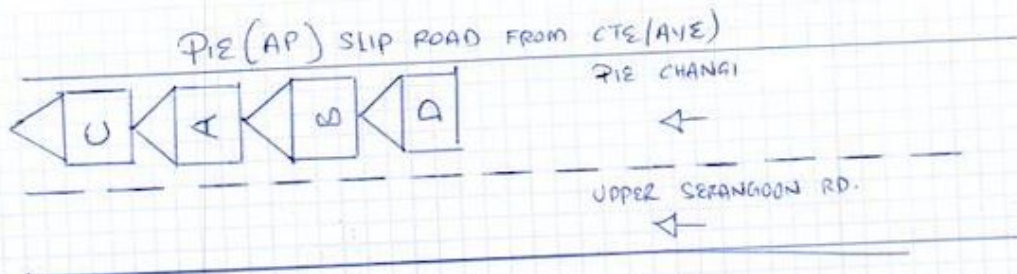 PIE (AP) SLIP ROAD FROM CTE/AYE)
PIE CHANGI
C A B D
UPPER SERANGOON RD.